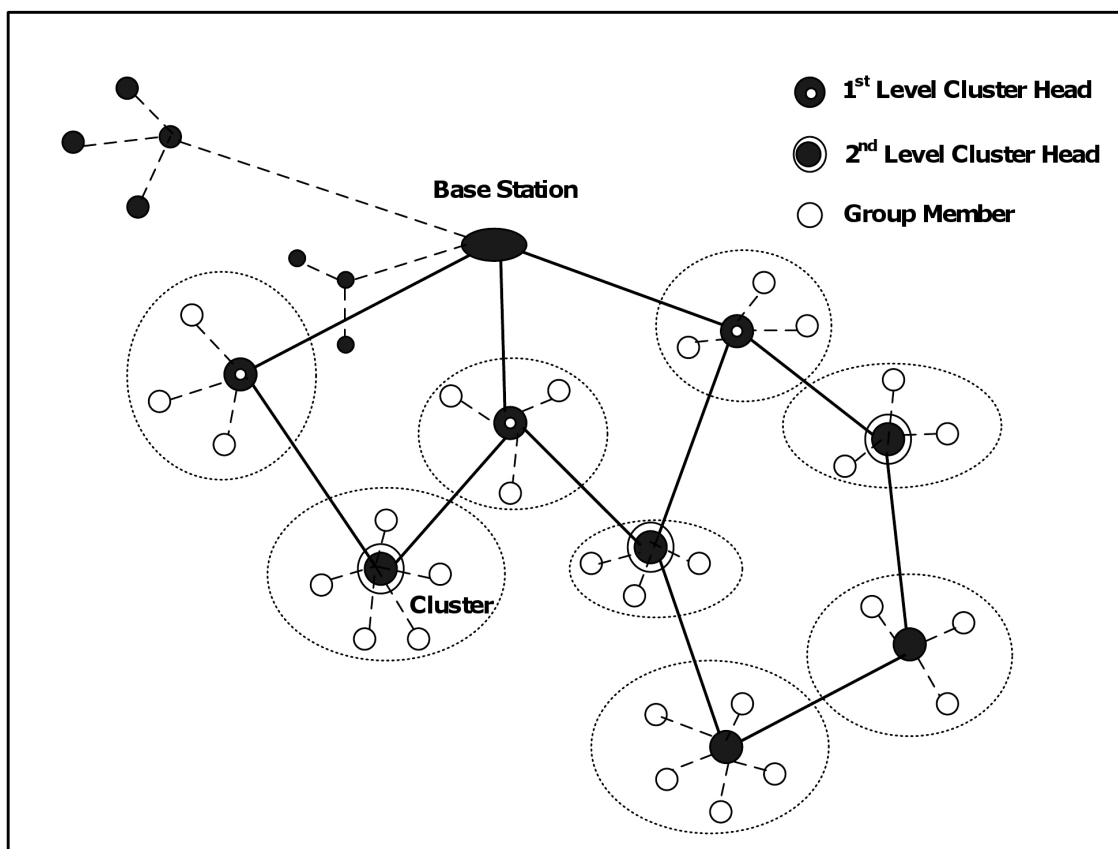 1st Level Cluster Head
2nd Level Cluster Head
Base Station
Group Member
Cluster